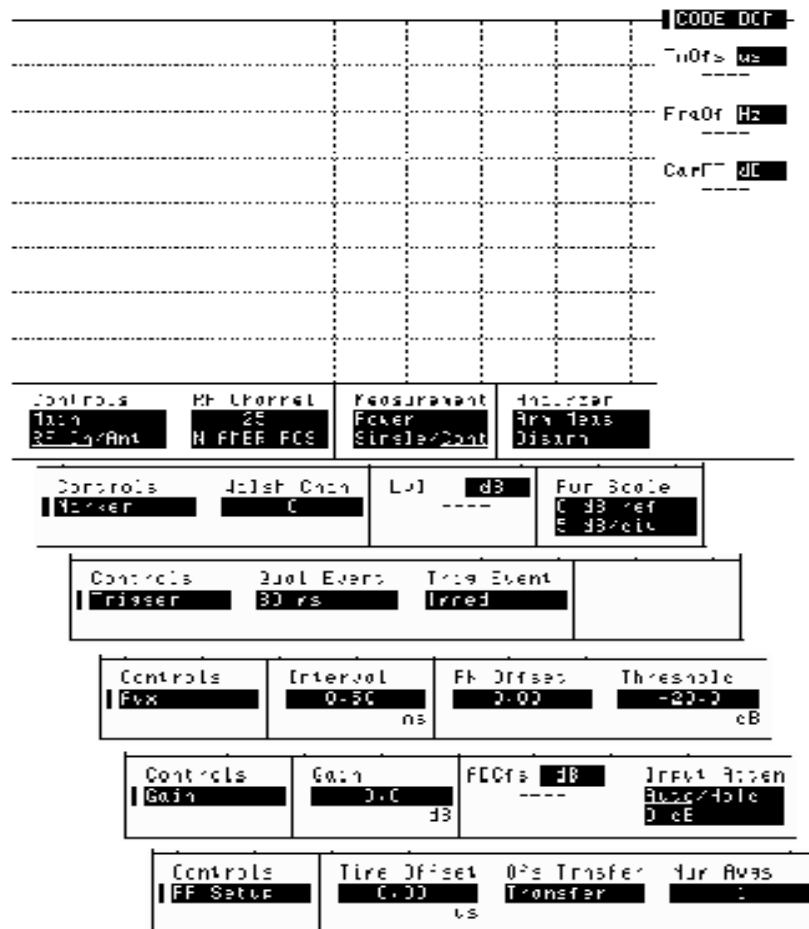 CODE DOM
TmOfs us
----
FrqOf Hz
----
CarFT dB
----
Controls RF Channel Measurement Analyzer
Main 25 Power Arm Meas
RF In/Ant N AMER PCS Single/Cont Disarm
Controls Walsh Chan Lvl dB Pwr Scale
Marker 0 ---- 0 dB ref
5 dB/div
Controls Qual Event Trig Event
Trigger 80 ms Immed
Controls Interval PN Offset Threshold
Aux 0.50 0.00 -20.0
ms dB
Controls Gain dB Input Atten
Gain 0.0 ---- Auto/Hold
dB 0 dB
Controls Time Offset Ofs Trnsfer Num Avgs
RF Setup 0.00 Transfer 1
us